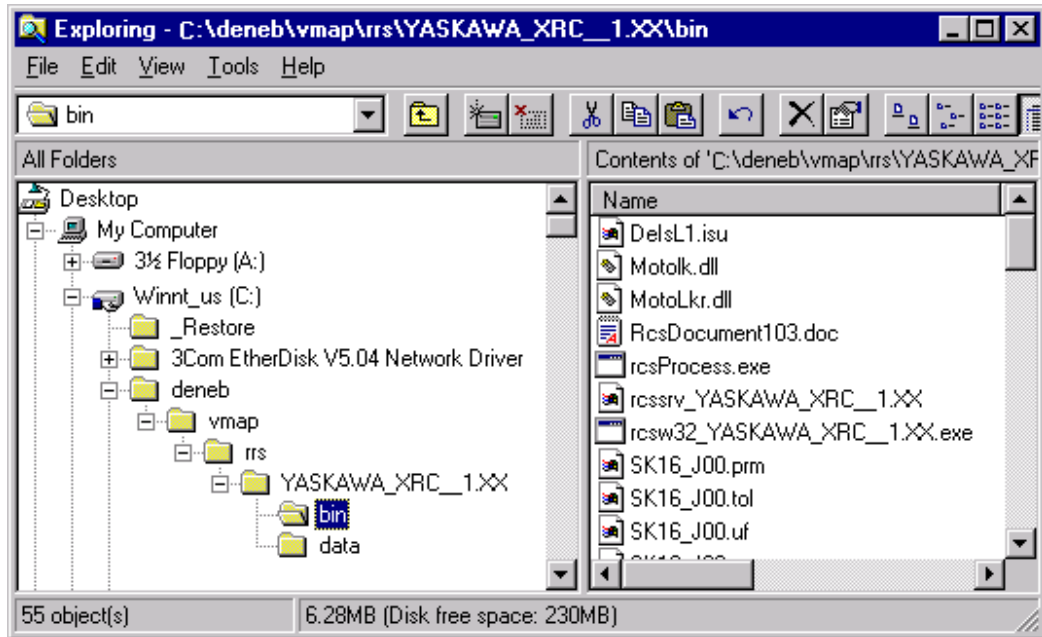 Exploring - C:\deneb\vmap\rrs\YASKAWA_XRC__1.XX\bin
File Edit View Tools Help
bin
All Folders
Contents of 'C:\deneb\vmap\rrs\YASKAWA_XR
Desktop
My Computer
3½ Floppy (A:)
Winnt_us (C:)
_Restore
3Com EtherDisk V5.04 Network Driver
deneb
vmap
rrs
YASKAWA_XRC__1.XX
bin
data
Name
DelsL1.isu
Motolk.dll
MotoLkr.dll
RcsDocument103.doc
rcsProcess.exe
rcssrv_YASKAWA_XRC__1.XX
rcsw32_YASKAWA_XRC__1.XX.exe
SK16_J00.prm
SK16_J00.tol
SK16_J00.uf
55 object(s)
6.28MB (Disk free space: 230MB)